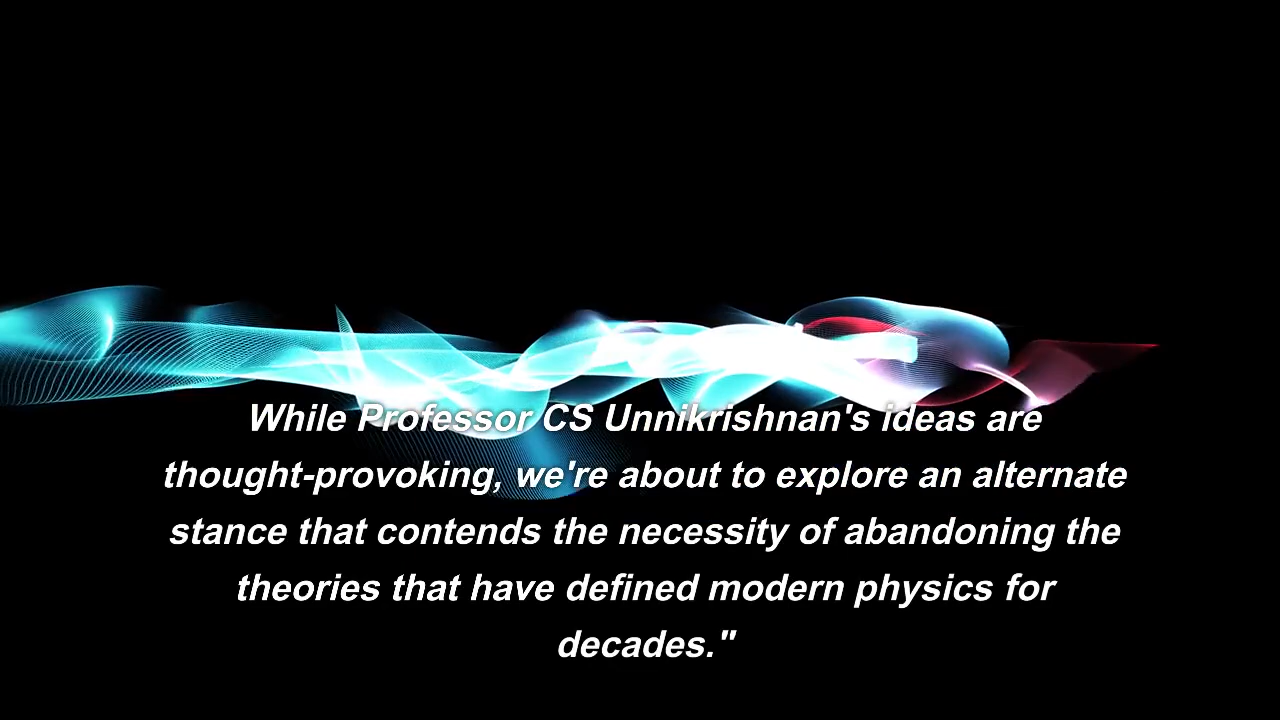 While Professor CS Unnikrishnan's ideas are
thought-provoking, we're about to explore an alternate
stance that contends the necessity of abandoning the
theories that have defined modern physics for
decades."